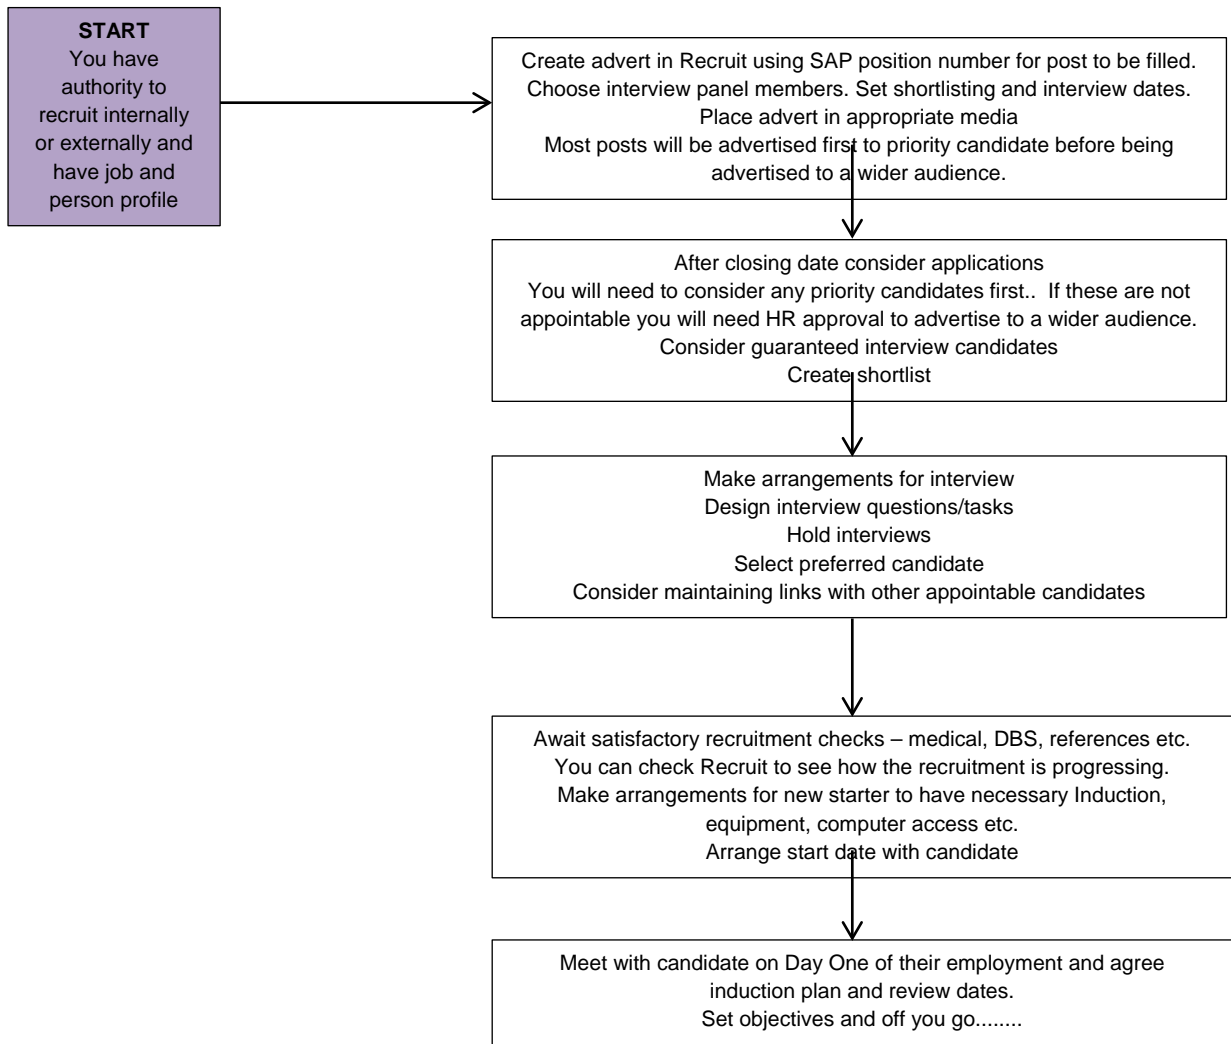 START
You have
authority to
recruit internally
or externally and
have job and
person profile
Create advert in Recruit using SAP position number for post to be filled.
Choose interview panel members. Set shortlisting and interview dates.
Place advert in appropriate media
Most posts will be advertised first to priority candidate before being
advertised to a wider audience.
After closing date consider applications
You will need to consider any priority candidates first.. If these are not
appointable you will need HR approval to advertise to a wider audience.
Consider guaranteed interview candidates
Create shortlist
Make arrangements for interview
Design interview questions/tasks
Hold interviews
Select preferred candidate
Consider maintaining links with other appointable candidates
Await satisfactory recruitment checks – medical, DBS, references etc.
You can check Recruit to see how the recruitment is progressing.
Make arrangements for new starter to have necessary Induction,
equipment, computer access etc.
Arrange start date with candidate
Meet with candidate on Day One of their employment and agree
induction plan and review dates.
Set objectives and off you go........